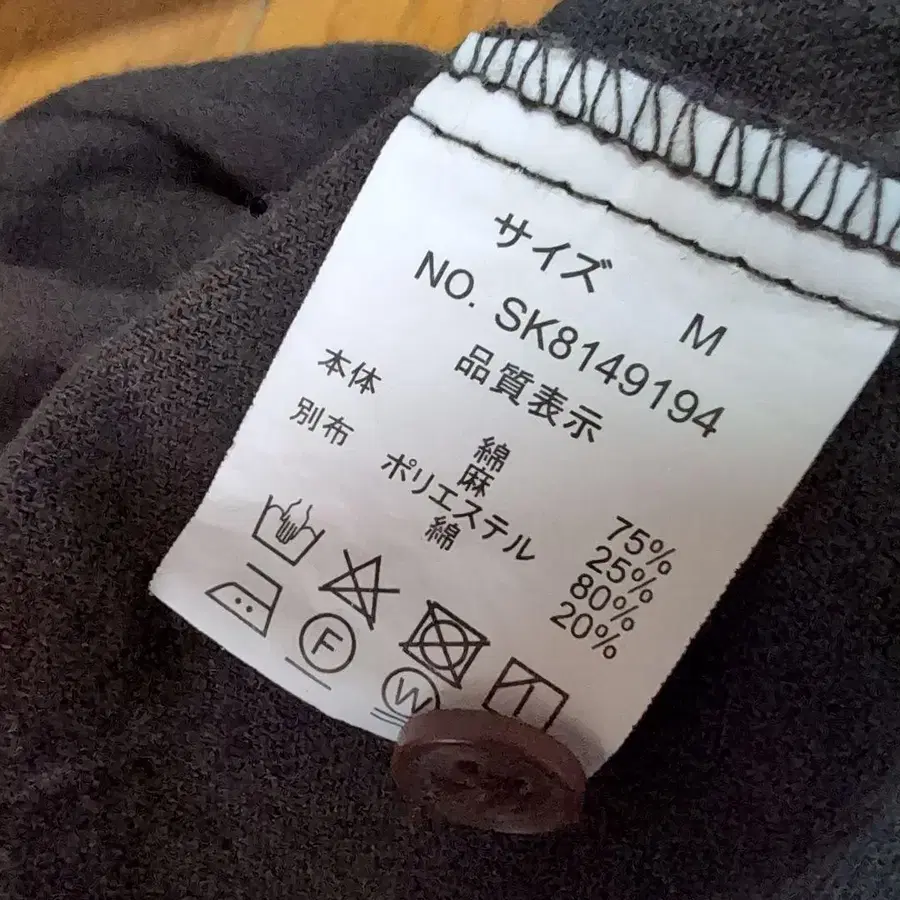 サイズ M
NO. SK8149194
品質表示
本体 綿 75%
麻 25%
別布 ポリエステル 80%
綿 20%
F
W